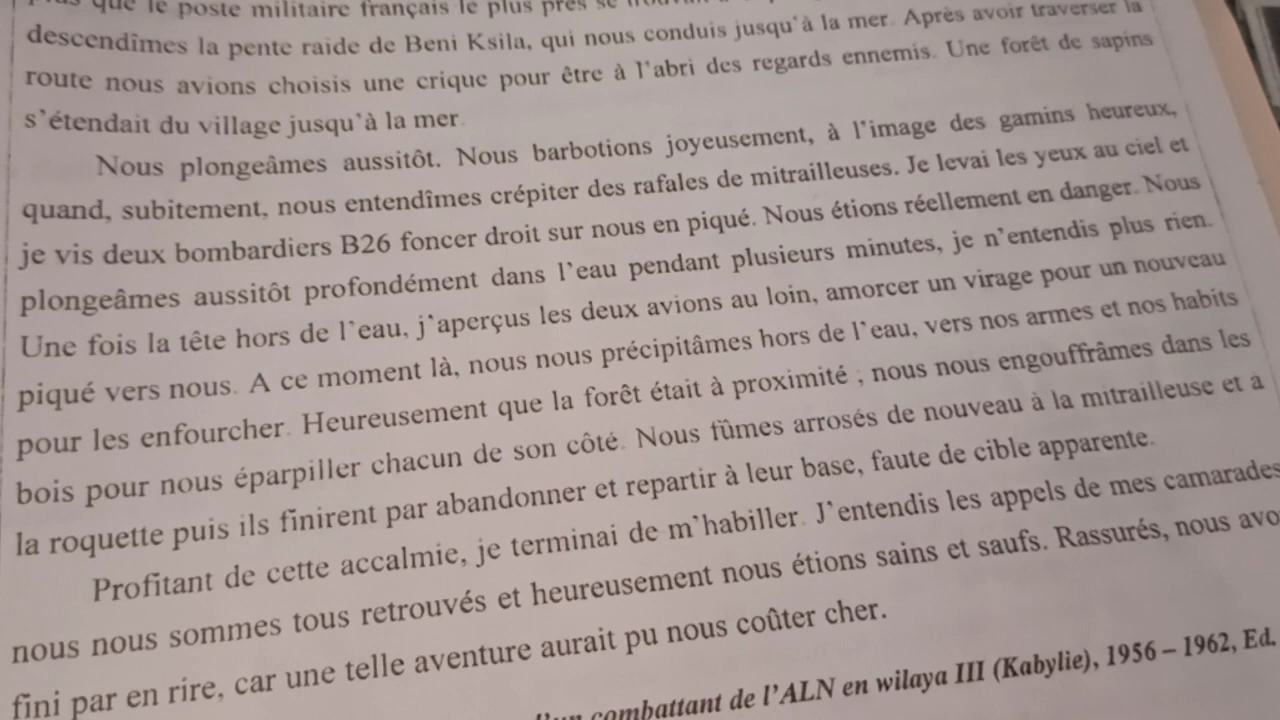 que le poste militaire français le plus près se
descendîmes la pente raide de Beni Ksila, qui nous conduis jusqu'à la mer. Après avoir traverser la
route nous avions choisis une crique pour être à l'abri des regards ennemis. Une forêt de sapins
s'étendait du village jusqu'à la mer.
Nous plongeâmes aussitôt. Nous barbotions joyeusement, à l'image des gamins heureux,
quand, subitement, nous entendîmes crépiter des rafales de mitrailleuses. Je levai les yeux au ciel et
je vis deux bombardiers B26 foncer droit sur nous en piqué. Nous étions réellement en danger. Nous
plongeâmes aussitôt profondément dans l'eau pendant plusieurs minutes, je n'entendis plus rien.
Une fois la tête hors de l'eau, j'aperçus les deux avions au loin, amorcer un virage pour un nouveau
piqué vers nous. A ce moment là, nous nous précipitâmes hors de l'eau, vers nos armes et nos habits
pour les enfourcher. Heureusement que la forêt était à proximité ; nous nous engouffrâmes dans les
bois pour nous éparpiller chacun de son côté. Nous fûmes arrosés de nouveau à la mitrailleuse et à
la roquette puis ils finirent par abandonner et repartir à leur base, faute de cible apparente.
Profitant de cette accalmie, je terminai de m'habiller. J'entendis les appels de mes camarades
nous nous sommes tous retrouvés et heureusement nous étions sains et saufs. Rassurés, nous avo
fini par en rire, car une telle aventure aurait pu nous coûter cher.
combattant de l'ALN en wilaya III (Kabylie), 1956 – 1962, Ed.